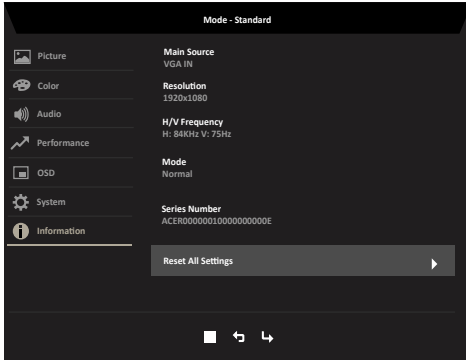 Mode - Standard
Picture
Color
Audio
Performance
OSD
System
Information
Main Source
VGA IN
Resolution
1920x1080
H/V Frequency
H: 84KHz V: 75Hz
Mode
Normal
Series Number
ACER00000010000000000E
Reset All Settings